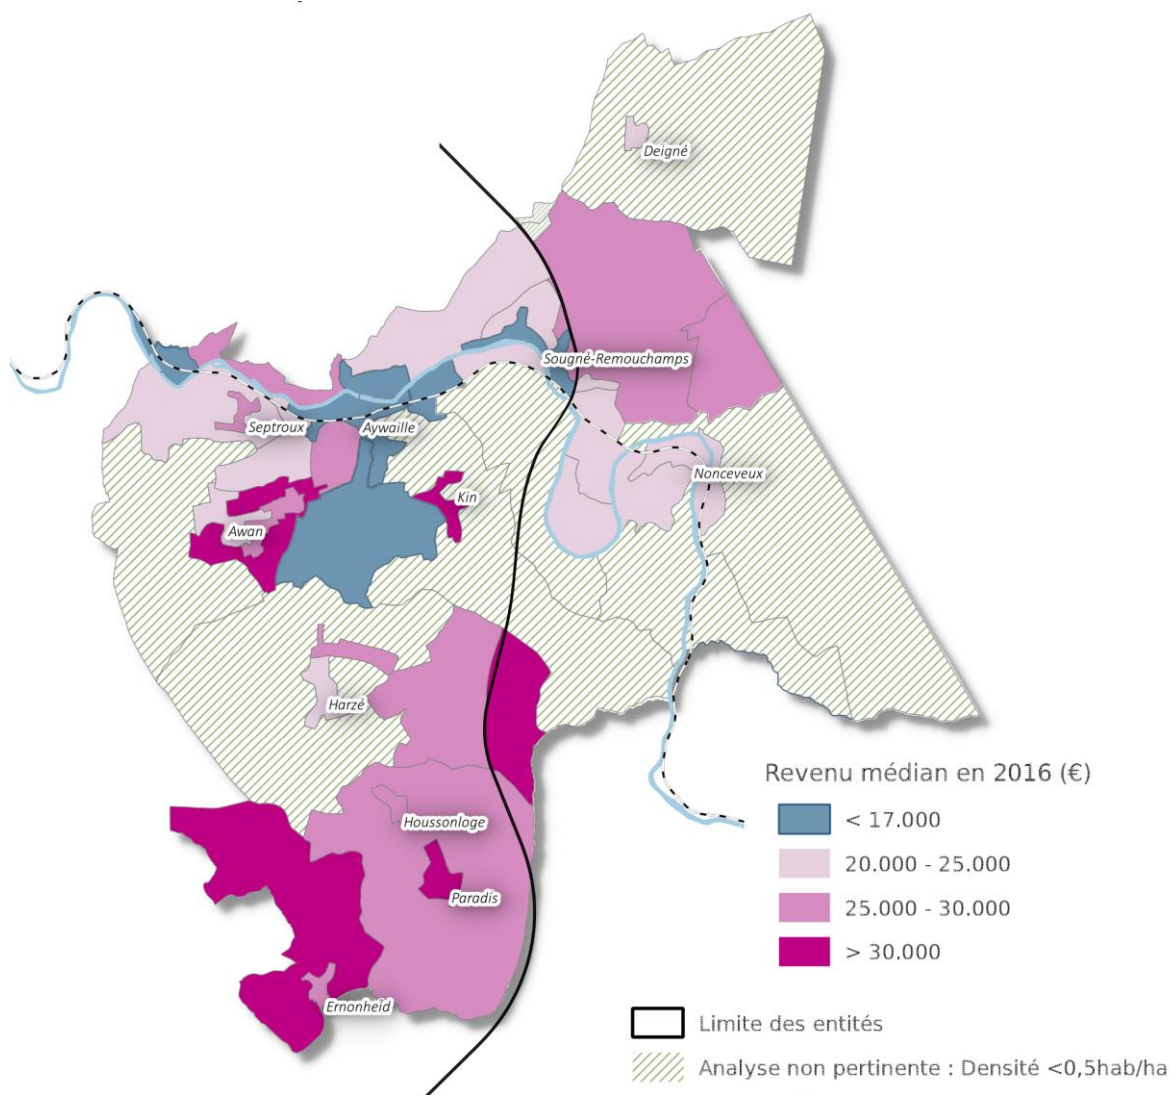 Deigné
Sougné-Remouchamps
Septroux
Aywaille
Nonceveux
Kin
Awan
Harzé
Revenu médian en 2016 (€)
< 17.000
20.000 - 25.000
25.000 - 30.000
> 30.000
Houssonloge
Paradis
Ernonheid
Limite des entités
Analyse non pertinente : Densité <0,5hab/ha